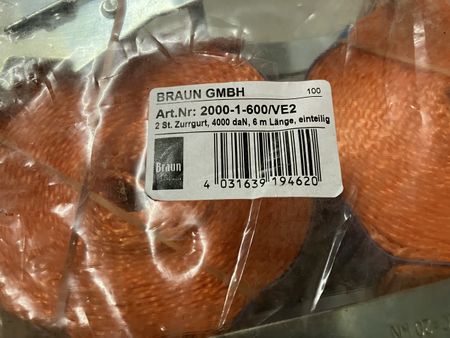 BRAUN GMBH 100
Art.Nr: 2000-1-600/VE2
2 St. Zurrgurt, 4000 daN, 6 m Länge, einteilig
Braun
4 031639 194620